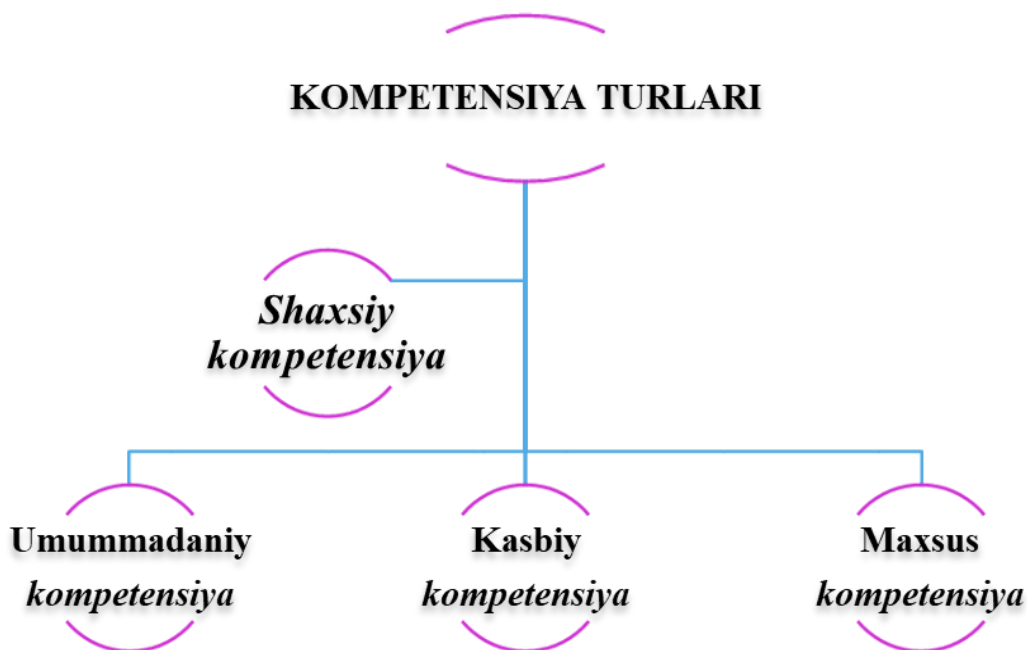 KOMPETENSIYA TURLARI
Shaxsiy
kompetensiya
Umummadaniy
kompetensiya
Kasbiy
kompetensiya
Maxsus
kompetensiya